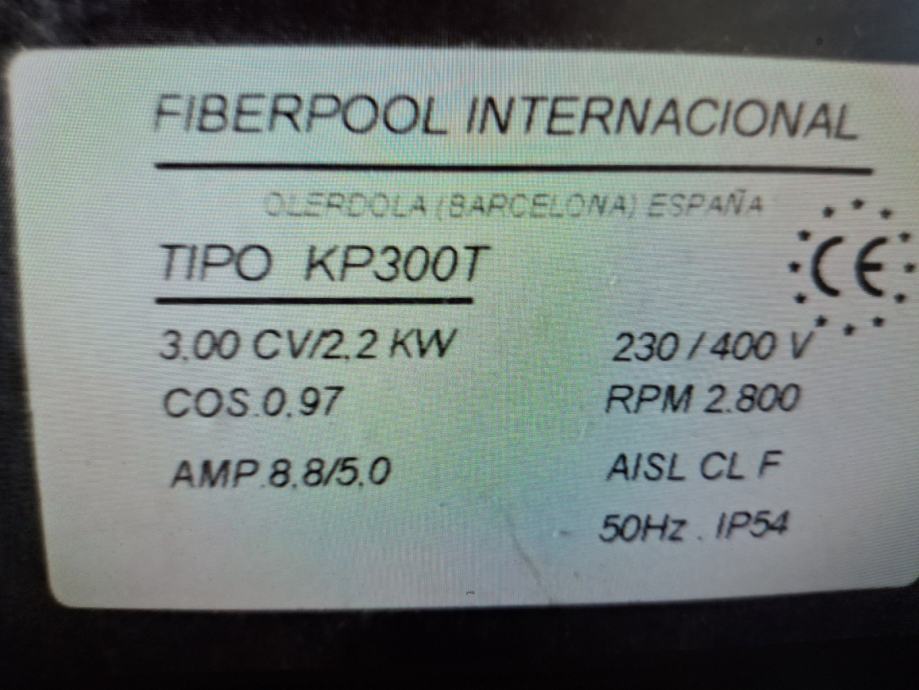 FIBERPOOL INTERNACIONAL
OLERDOLA (BARCELONA) ESPAÑA
TIPO KP300T
CE
3,00 CV/2,2 KW 230 / 400 V
COS.0,97 RPM 2.800
AMP.8,8/5,0 AISL CL F
50Hz . IP54